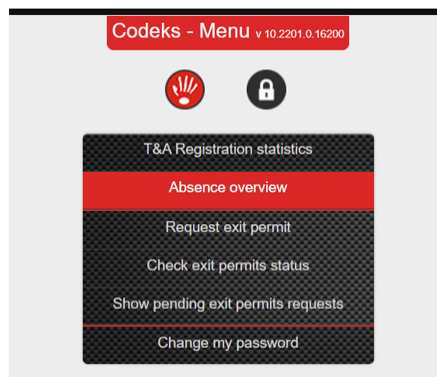 Codeks - Menu v 10.2201.0.16200
T&A Registration statistics
Absence overview
Request exit permit
Check exit permits status
Show pending exit permits requests
Change my password